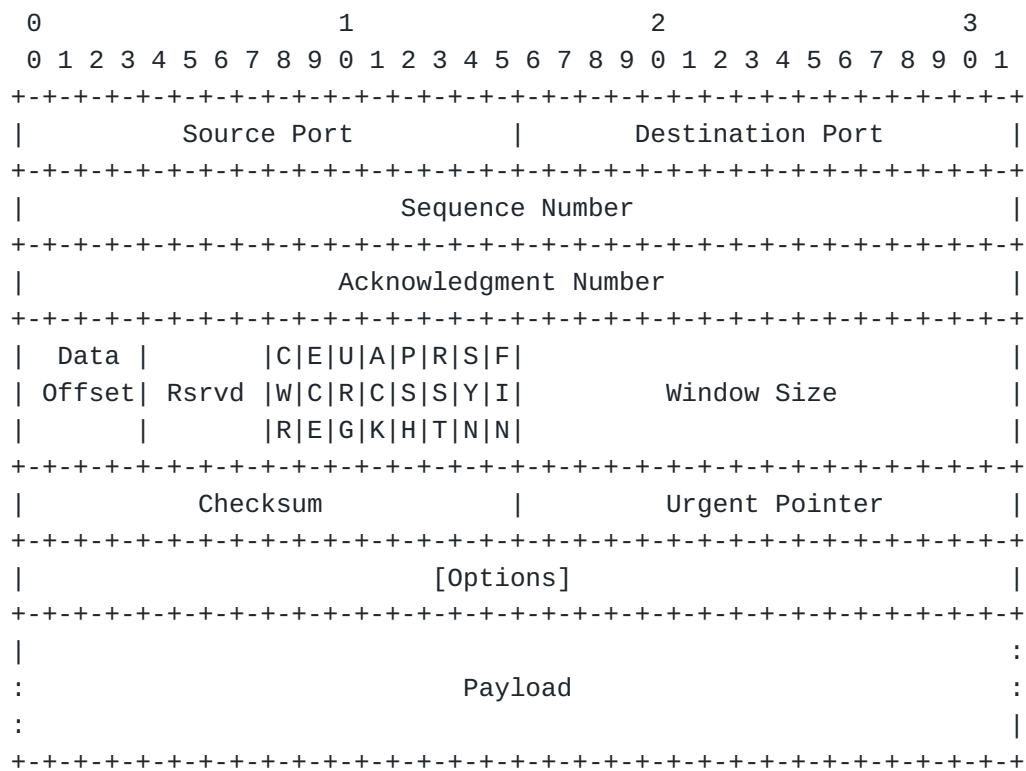 0                   1                   2                   3
 0 1 2 3 4 5 6 7 8 9 0 1 2 3 4 5 6 7 8 9 0 1 2 3 4 5 6 7 8 9 0 1
+-+-+-+-+-+-+-+-+-+-+-+-+-+-+-+-+-+-+-+-+-+-+-+-+-+-+-+-+-+-+-+-+
|          Source Port          |       Destination Port        |
+-+-+-+-+-+-+-+-+-+-+-+-+-+-+-+-+-+-+-+-+-+-+-+-+-+-+-+-+-+-+-+-+
|                        Sequence Number                        |
+-+-+-+-+-+-+-+-+-+-+-+-+-+-+-+-+-+-+-+-+-+-+-+-+-+-+-+-+-+-+-+-+
|                    Acknowledgment Number                      |
+-+-+-+-+-+-+-+-+-+-+-+-+-+-+-+-+-+-+-+-+-+-+-+-+-+-+-+-+-+-+-+-+
|  Data |       |C|E|U|A|P|R|S|F|                               |
| Offset| Rsrvd |W|C|R|C|S|S|Y|I|         Window Size           |
|       |       |R|E|G|K|H|T|N|N|                               |
+-+-+-+-+-+-+-+-+-+-+-+-+-+-+-+-+-+-+-+-+-+-+-+-+-+-+-+-+-+-+-+-+
|           Checksum            |         Urgent Pointer        |
+-+-+-+-+-+-+-+-+-+-+-+-+-+-+-+-+-+-+-+-+-+-+-+-+-+-+-+-+-+-+-+-+
|                          [Options]                            |
+-+-+-+-+-+-+-+-+-+-+-+-+-+-+-+-+-+-+-+-+-+-+-+-+-+-+-+-+-+-+-+-+
|                                                               :
:                            Payload                            :
:                                                               |
+-+-+-+-+-+-+-+-+-+-+-+-+-+-+-+-+-+-+-+-+-+-+-+-+-+-+-+-+-+-+-+-+